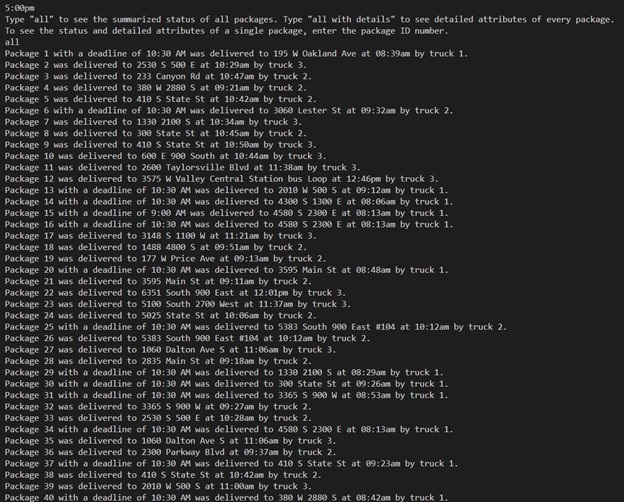 5:00pm
Type "all" to see the summarized status of all packages. Type "all with details" to see detailed attributes of every package.
To see the status and detailed attributes of a single package, enter the package ID number.
all
Package 1 with a deadline of 10:30 AM was delivered to 195 W Oakland Ave at 08:39am by truck 1.
Package 2 was delivered to 2530 S 500 E at 10:29am by truck 3.
Package 3 was delivered to 233 Canyon Rd at 10:47am by truck 2.
Package 4 was delivered to 380 W 2880 S at 09:21am by truck 2.
Package 5 was delivered to 410 S State St at 10:42am by truck 2.
Package 6 with a deadline of 10:30 AM was delivered to 3060 Lester St at 09:32am by truck 2.
Package 7 was delivered to 1330 2100 S at 10:34am by truck 3.
Package 8 was delivered to 300 State St at 10:45am by truck 2.
Package 9 was delivered to 410 S State St at 10:50am by truck 3.
Package 10 was delivered to 600 E 900 South at 10:44am by truck 3.
Package 11 was delivered to 2600 Taylorsville Blvd at 11:38am by truck 3.
Package 12 was delivered to 3575 W Valley Central Station bus Loop at 12:46pm by truck 3.
Package 13 with a deadline of 10:30 AM was delivered to 2010 W 500 S at 09:12am by truck 1.
Package 14 with a deadline of 10:30 AM was delivered to 4300 S 1300 E at 08:06am by truck 1.
Package 15 with a deadline of 9:00 AM was delivered to 4580 S 2300 E at 08:13am by truck 1.
Package 16 with a deadline of 10:30 AM was delivered to 4580 S 2300 E at 08:13am by truck 1.
Package 17 was delivered to 3148 S 1100 W at 11:21am by truck 3.
Package 18 was delivered to 1488 4800 S at 09:51am by truck 2.
Package 19 was delivered to 177 W Price Ave at 09:13am by truck 2.
Package 20 with a deadline of 10:30 AM was delivered to 3595 Main St at 08:48am by truck 1.
Package 21 was delivered to 3595 Main St at 09:11am by truck 2.
Package 22 was delivered to 6351 South 900 East at 12:01pm by truck 3.
Package 23 was delivered to 5100 South 2700 West at 11:37am by truck 3.
Package 24 was delivered to 5025 State St at 10:06am by truck 2.
Package 25 with a deadline of 10:30 AM was delivered to 5383 South 900 East #104 at 10:12am by truck 2.
Package 26 was delivered to 5383 South 900 East #104 at 10:12am by truck 2.
Package 27 was delivered to 1060 Dalton Ave S at 11:06am by truck 3.
Package 28 was delivered to 2835 Main St at 09:18am by truck 2.
Package 29 with a deadline of 10:30 AM was delivered to 1330 2100 S at 08:29am by truck 1.
Package 30 with a deadline of 10:30 AM was delivered to 300 State St at 09:26am by truck 1.
Package 31 with a deadline of 10:30 AM was delivered to 3365 S 900 W at 08:53am by truck 1.
Package 32 was delivered to 3365 S 900 W at 09:27am by truck 2.
Package 33 was delivered to 2530 S 500 E at 10:28am by truck 2.
Package 34 with a deadline of 10:30 AM was delivered to 4580 S 2300 E at 08:13am by truck 1.
Package 35 was delivered to 1060 Dalton Ave S at 11:06am by truck 3.
Package 36 was delivered to 2300 Parkway Blvd at 09:37am by truck 2.
Package 37 with a deadline of 10:30 AM was delivered to 410 S State St at 09:23am by truck 1.
Package 38 was delivered to 410 S State St at 10:42am by truck 2.
Package 39 was delivered to 2010 W 500 S at 11:00am by truck 3.
Package 40 with a deadline of 10:30 AM was delivered to 380 W 2880 S at 08:42am by truck 1.